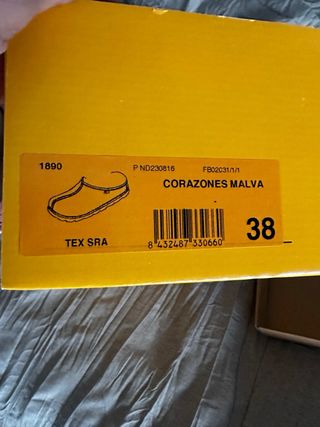 1890 P ND230816 FB02031/1/1
CORAZONES MALVA
TEX SRA 38
8 432487 330660